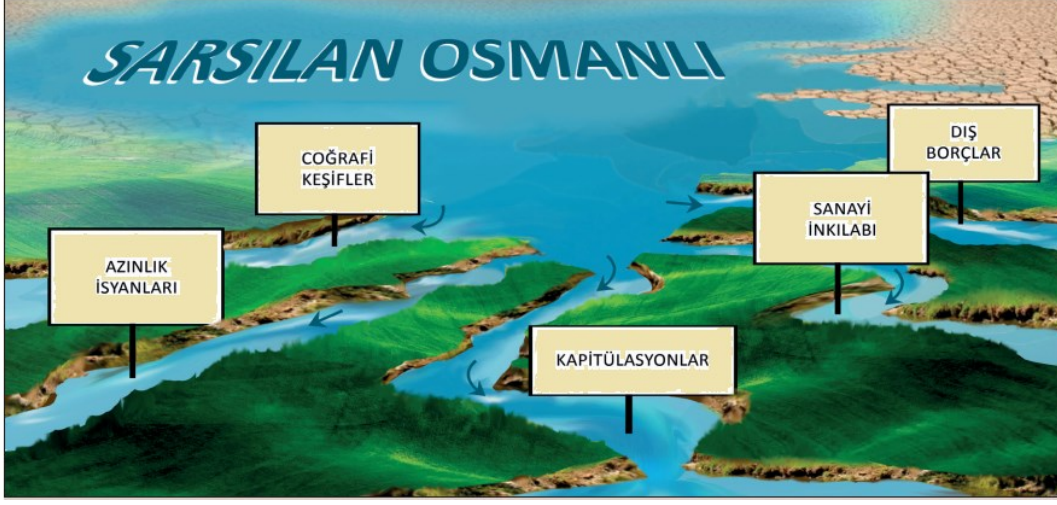 SARSILAN OSMANLI
COĞRAFİ
KEŞİFLER
DIŞ
BORÇLAR
SANAYİ
İNKILABI
AZINLIK
İSYANLARI
KAPİTÜLASYONLAR